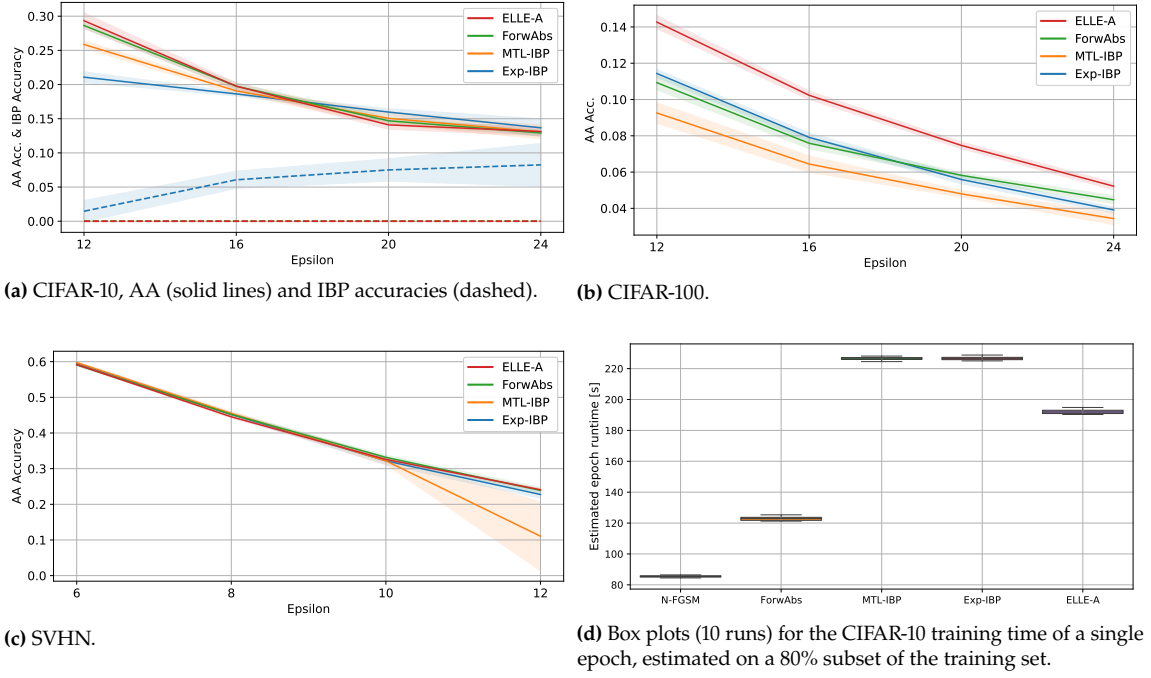 0.30
0.25
0.20
0.15
0.10
0.05
0.00
AA Acc. & IBP Accuracy
12 16 20 24
Epsilon
ELLE-A
ForwAbs
MTL-IBP
Exp-IBP
(a) CIFAR-10, AA (solid lines) and IBP accuracies (dashed).
0.14
0.12
0.10
0.08
0.06
0.04
AA Acc.
12 16 20 24
Epsilon
ELLE-A
ForwAbs
MTL-IBP
Exp-IBP
(b) CIFAR-100.
0.6
0.5
0.4
0.3
0.2
0.1
0.0
AA Accuracy
6 8 10 12
Epsilon
ELLE-A
ForwAbs
MTL-IBP
Exp-IBP
(c) SVHN.
220
200
180
160
140
120
100
80
Estimated epoch runtime [s]
N-FGSM ForwAbs MTL-IBP Exp-IBP ELLE-A
(d) Box plots (10 runs) for the CIFAR-10 training time of a single
epoch, estimated on a 80% subset of the training set.